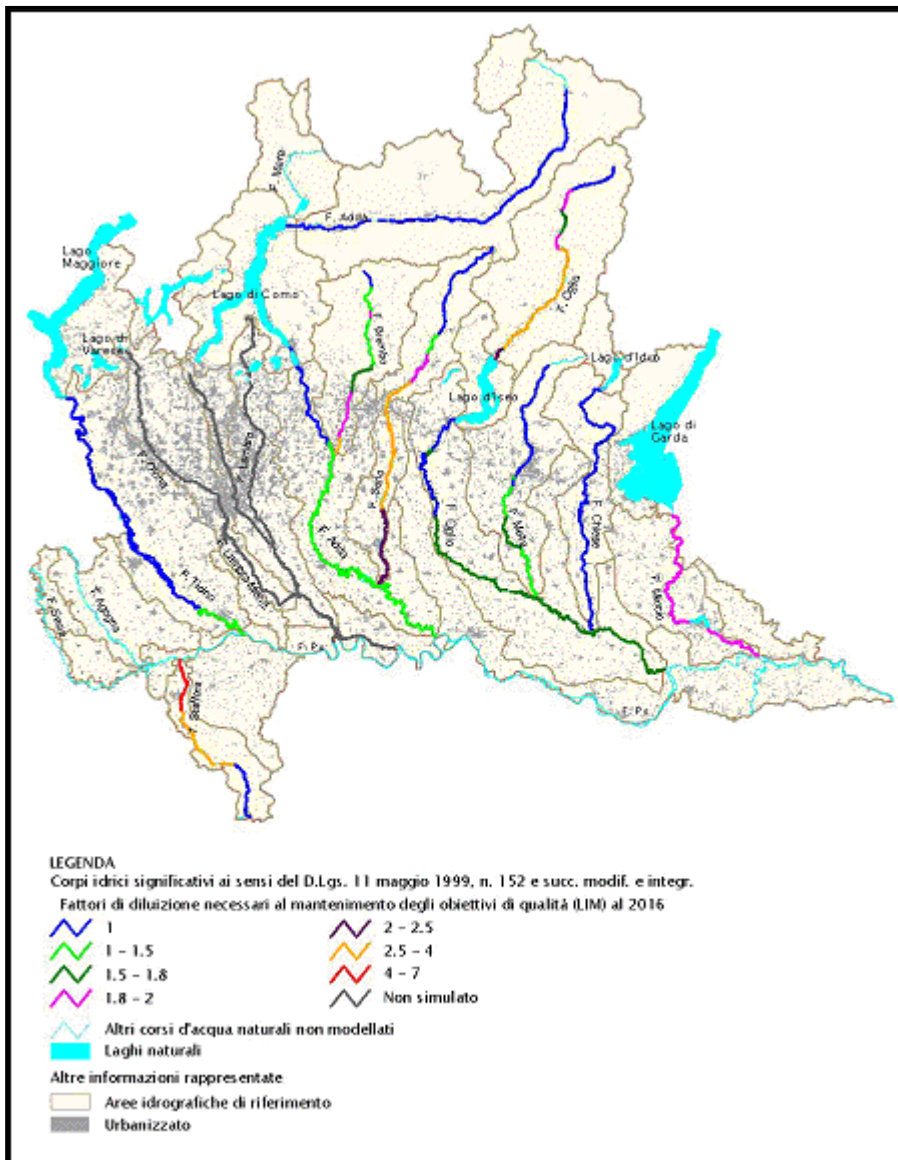 F. Mera
F. Adda
Lago
Maggiore
Lago di Como
F. Oglio
F. Brembo
Lago di
Varese
Lago d'Idro
Lago d'Iseo
Lago di
Garda
F. Olona
F. Lambro
F. Serio
F. Adda
F. Oglio
F. Mella
F. Chiese
F. Mincio
F. Ticino
F. Agogna
F. Sesia
F. Po
F. Staffora
F. Po
LEGENDA
Corpi idrici significativi ai sensi del D.Lgs. 11 maggio 1999, n. 152 e succ. modif. e integr.
Fattori di diluizione necessari al mantenimento degli obiettivi di qualità (LIM) al 2016
1
2 - 2.5
1 - 1.5
2.5 - 4
1.5 - 1.8
4 - 7
1.8 - 2
Non simulato
Altri corsi d'acqua naturali non modellati
Laghi naturali
Altre informazioni rappresentate
Aree idrografiche di riferimento
Urbanizzato